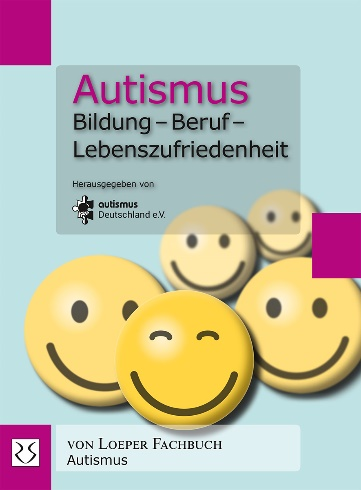 Autismus
Bildung – Beruf –
Lebenszufriedenheit
Herausgegeben von
autismus
Deutschland e.V.
VON LOEPER FACHBUCH
Autismus